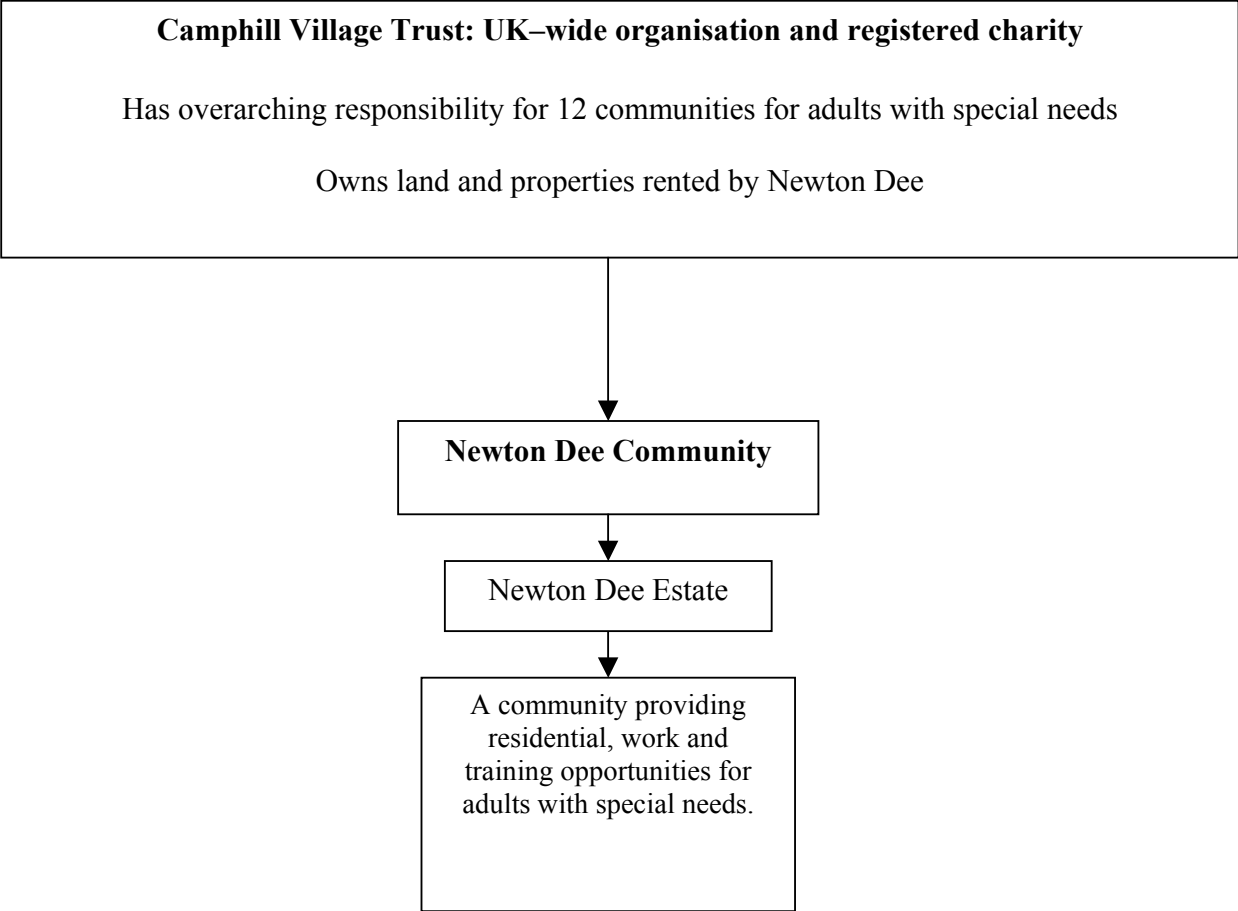 Camphill Village Trust: UK–wide organisation and registered charity
Has overarching responsibility for 12 communities for adults with special needs
Owns land and properties rented by Newton Dee
Newton Dee Community
Newton Dee Estate
A community providing
residential, work and
training opportunities for
adults with special needs.